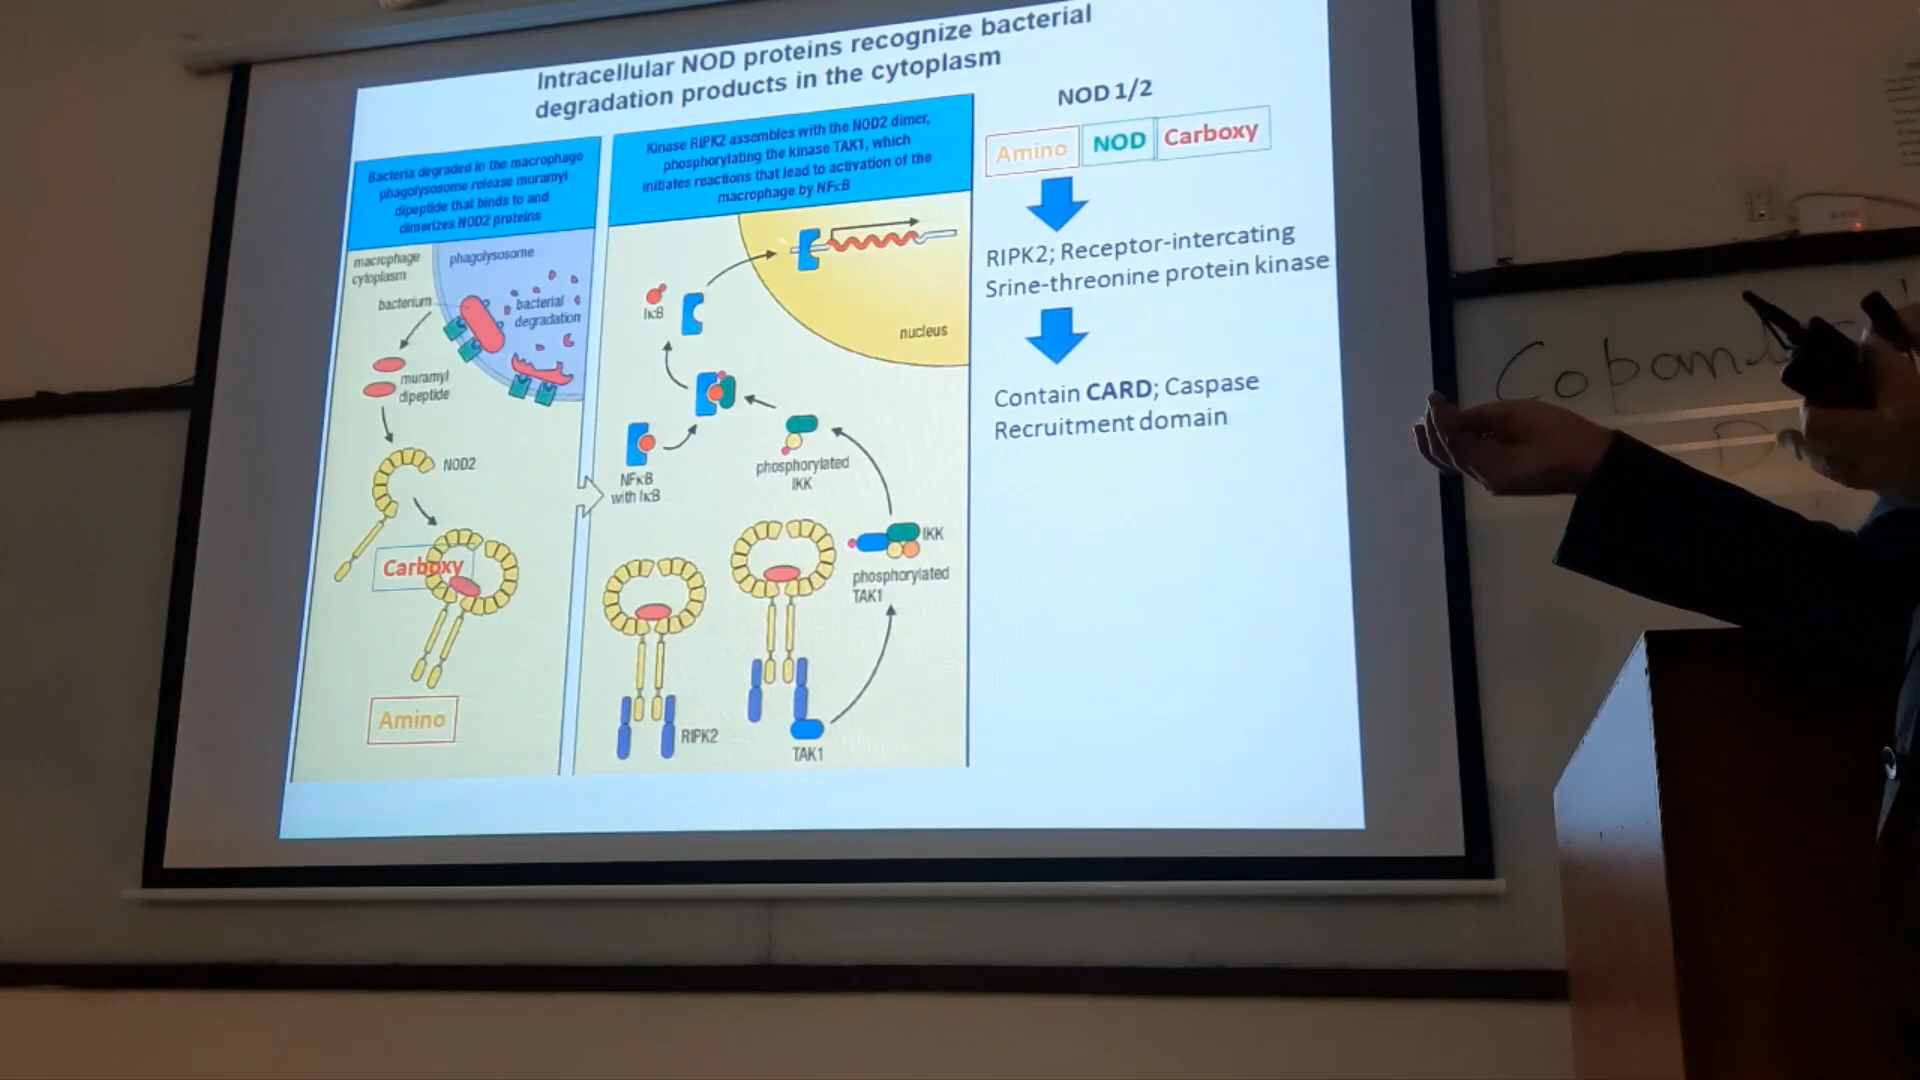 Intracellular NOD proteins recognize bacterial
degradation products in the cytoplasm
Bacteria degraded in the macrophage
phagolysosome release muramyl
dipeptide that binds to and
dimerizes NOD2 proteins
macrophage
cytoplasm
phagolysosome
bacterium
bacterial
degradation
muramyl
dipeptide
NOD2
Carboxy
Amino
Kinase RIPK2 assembles with the NOD2 dimer,
phosphorylating the kinase TAK1, which
initiates reactions that lead to activation of the
macrophage by NFκB
IκB
nucleus
NFκB
with IκB
phosphorylated
IKK
IKK
phosphorylated
TAK1
RIPK2
TAK1
NOD 1/2
Amino NOD Carboxy
RIPK2; Receptor-intercating
Srine-threonine protein kinase
Contain CARD; Caspase
Recruitment domain